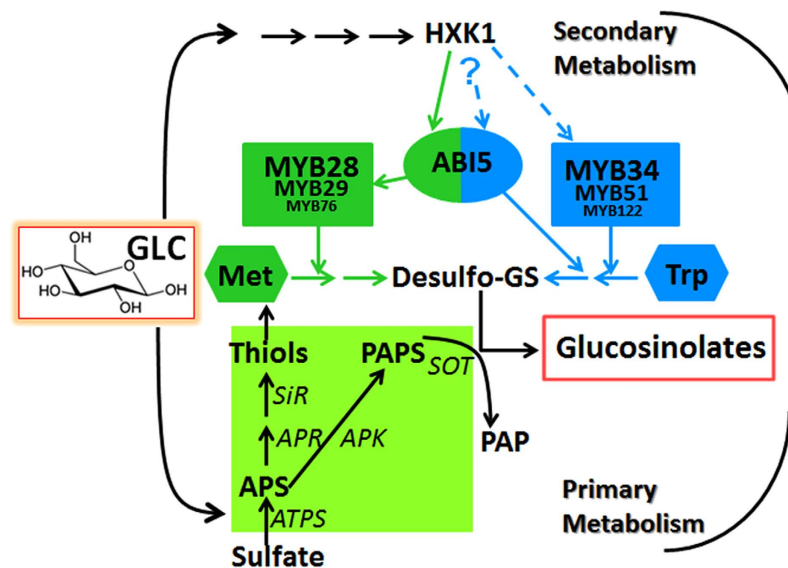 HXK1
Secondary
Metabolism
?
ABI5
MYB28
MYB29
MYB76
MYB34
MYB51
MYB122
GLC
OH
HO
O
HO
OH
OH
Met
Desulfo-GS
Trp
Thiols
PAPS
SOT
Glucosinolates
SiR
APR
APK
PAP
APS
ATPS
Sulfate
Primary
Metabolism